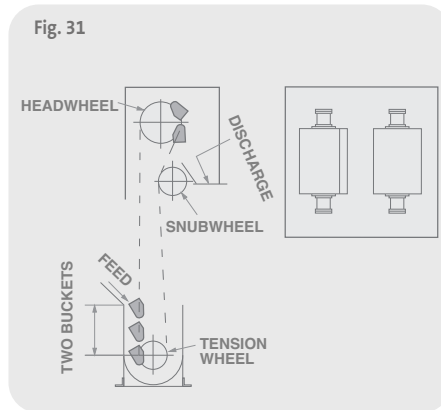 Fig. 31
HEADWHEEL
DISCHARGE
SNUBWHEEL
FEED
TWO BUCKETS
TENSION
WHEEL